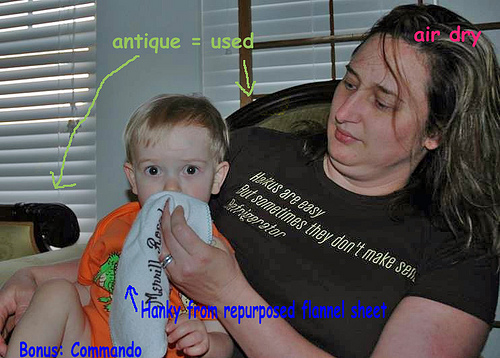 air dry
antique = used
Haikus are easy
But sometimes they don't make sen
Refrigerator
Merrill
Hanky from repurposed flannel sheet
Bonus: Commando